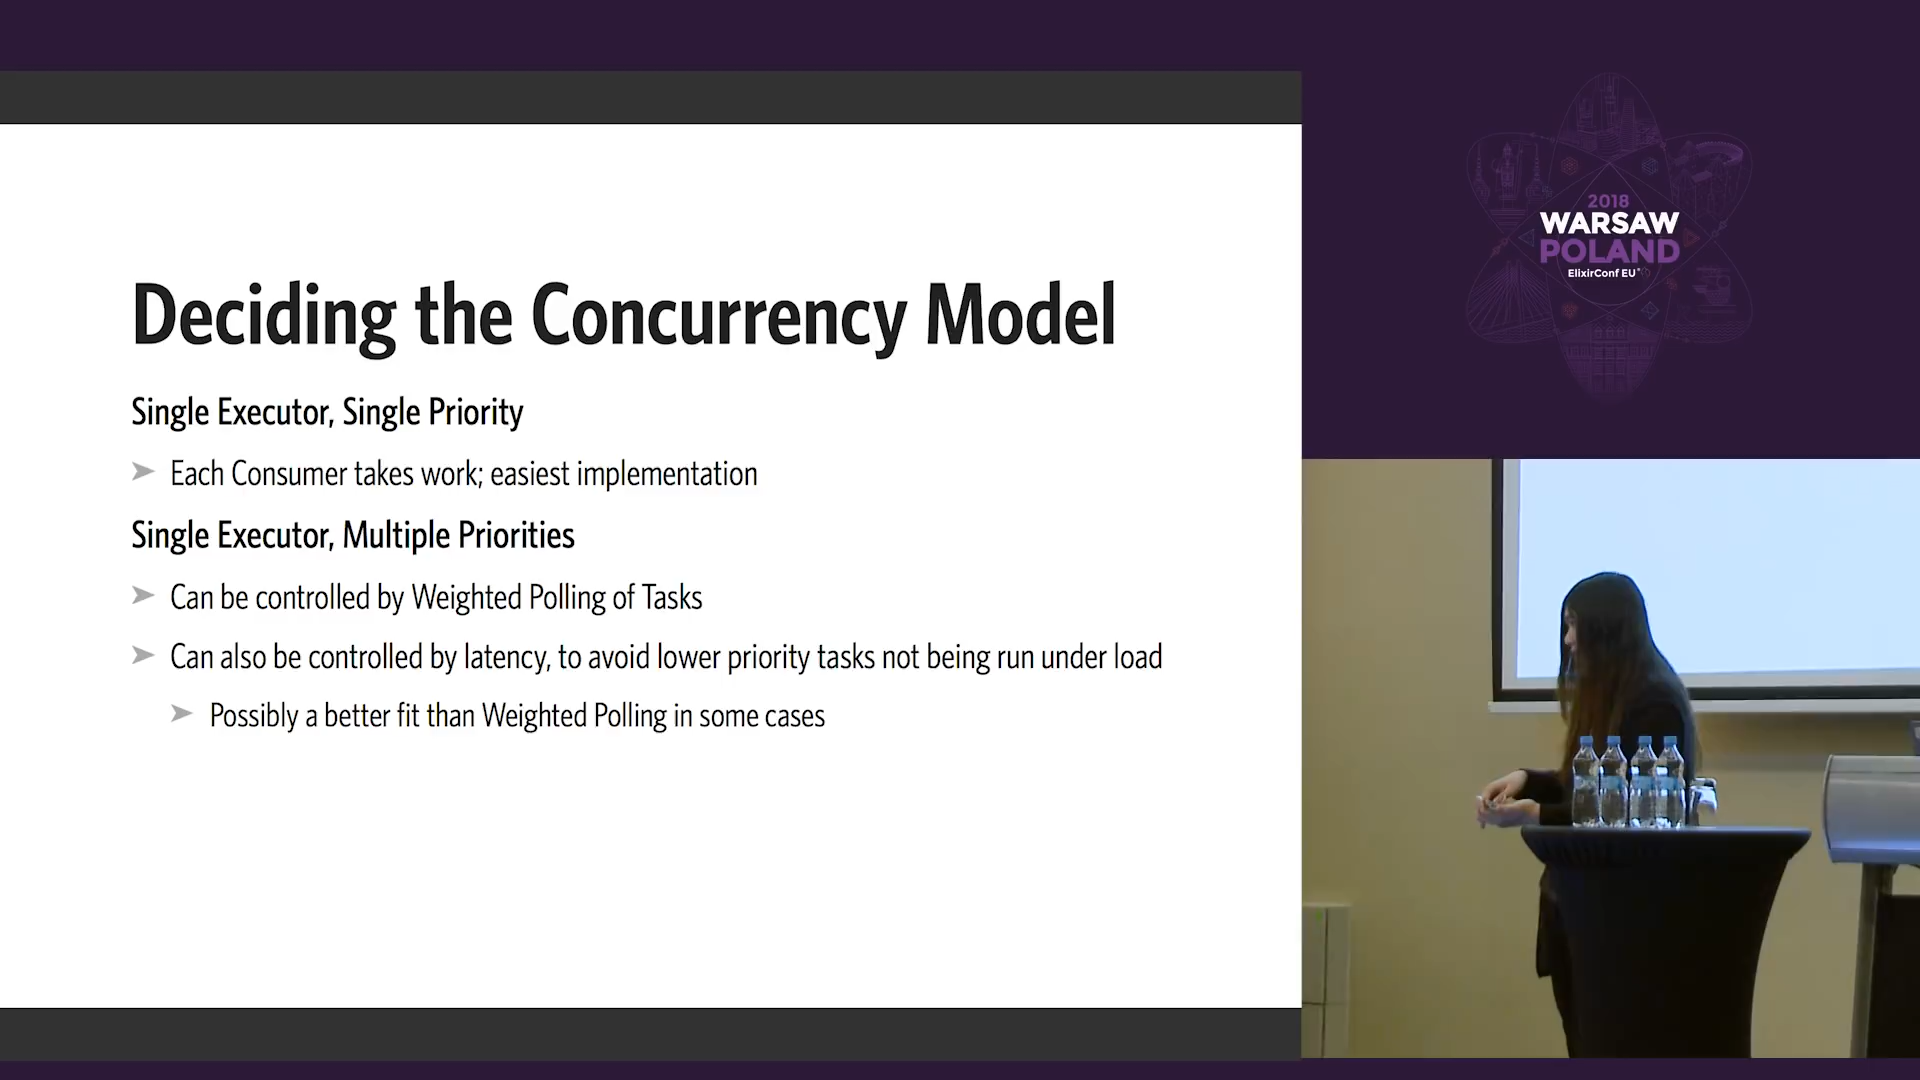 Deciding the Concurrency Model
Single Executor, Single Priority
Each Consumer takes work; easiest implementation
Single Executor, Multiple Priorities
Can be controlled by Weighted Polling of Tasks
Can also be controlled by latency, to avoid lower priority tasks not being run under load
Possibly a better fit than Weighted Polling in some cases
2018
WARSAW
POLAND
ElixirConf EU